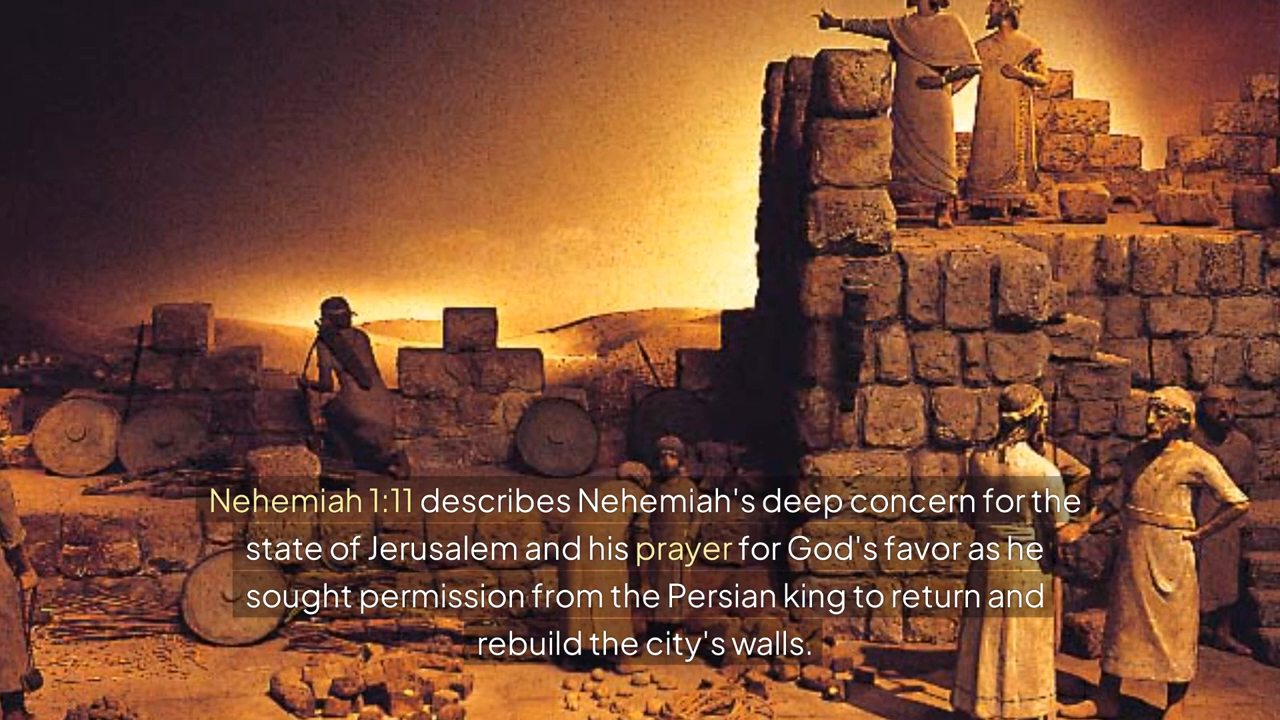 Nehemiah 1:11 describes Nehemiah's deep concern for the
state of Jerusalem and his prayer for God's favor as he
sought permission from the Persian king to return and
rebuild the city's walls.